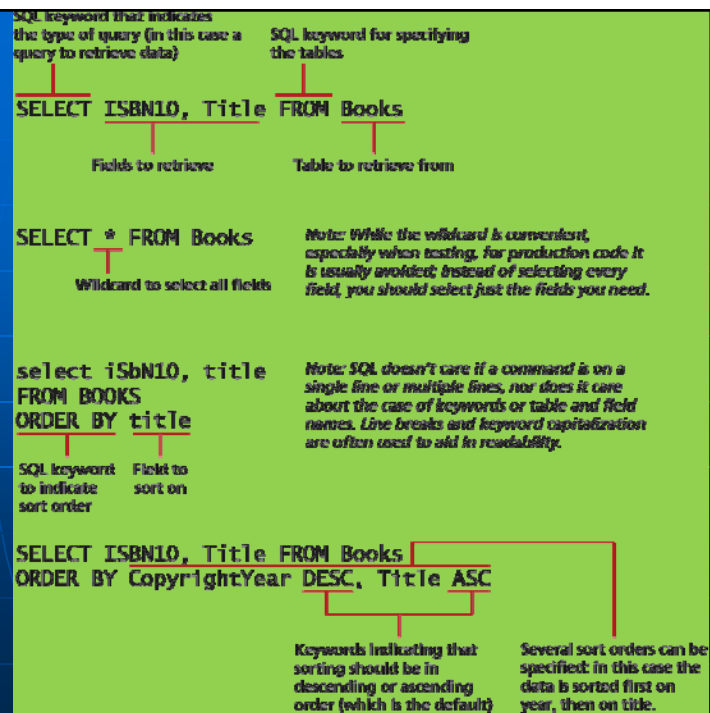 SQL keyword that indicates
the type of query (in this case a
query to retrieve data)
SQL keyword for specifying
the tables
SELECT ISBN10, Title FROM Books
Fields to retrieve
Table to retrieve from
SELECT * FROM Books
Wildcard to select all fields
Note: While the wildcard is convenient,
especially when testing, for production code it
is usually avoided; instead of selecting every
field, you should select just the fields you need.
select iSbN10, title
FROM BOOKS
ORDER BY title
SQL keyword
to indicate
sort order
Field to
sort on
Note: SQL doesn't care if a command is on a
single line or multiple lines, nor does it care
about the case of keywords or table and field
names. Line breaks and keyword capitalization
are often used to aid in readability.
SELECT ISBN10, Title FROM Books
ORDER BY CopyrightYear DESC, Title ASC
Keywords indicating that
sorting should be in
descending or ascending
order (which is the default)
Several sort orders can be
specified: in this case the
data is sorted first on
year, then on title.